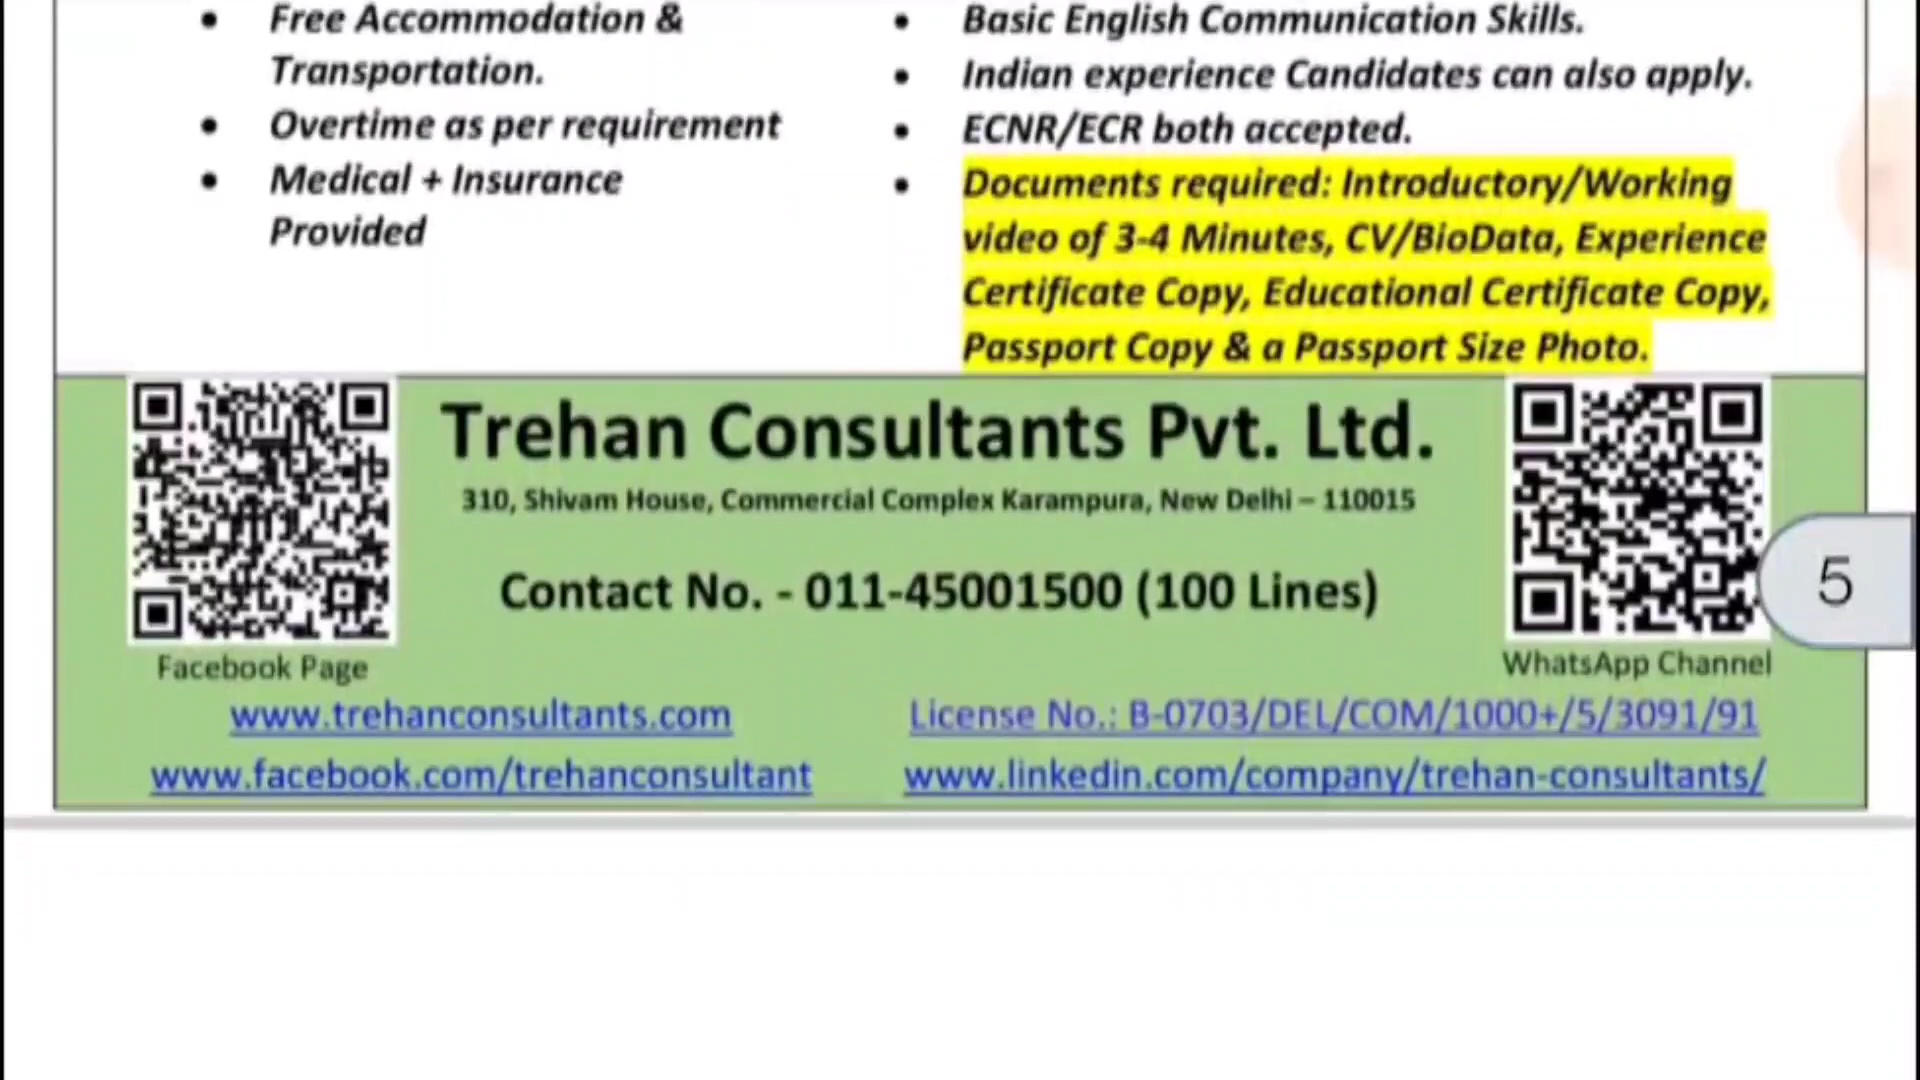 Free Accommodation &
Transportation.
Overtime as per requirement
Medical + Insurance
Provided
Basic English Communication Skills.
Indian experience Candidates can also apply.
ECNR/ECR both accepted.
Documents required: Introductory/Working
video of 3-4 Minutes, CV/BioData, Experience
Certificate Copy, Educational Certificate Copy,
Passport Copy & a Passport Size Photo.
Trehan Consultants Pvt. Ltd.
310, Shivam House, Commercial Complex Karampura, New Delhi – 110015
Contact No. - 011-45001500 (100 Lines)
5
Facebook Page
WhatsApp Channel
www.trehanconsultants.com
License No.: B-0703/DEL/COM/1000+/5/3091/91
www.facebook.com/trehanconsultant
www.linkedin.com/company/trehan-consultants/